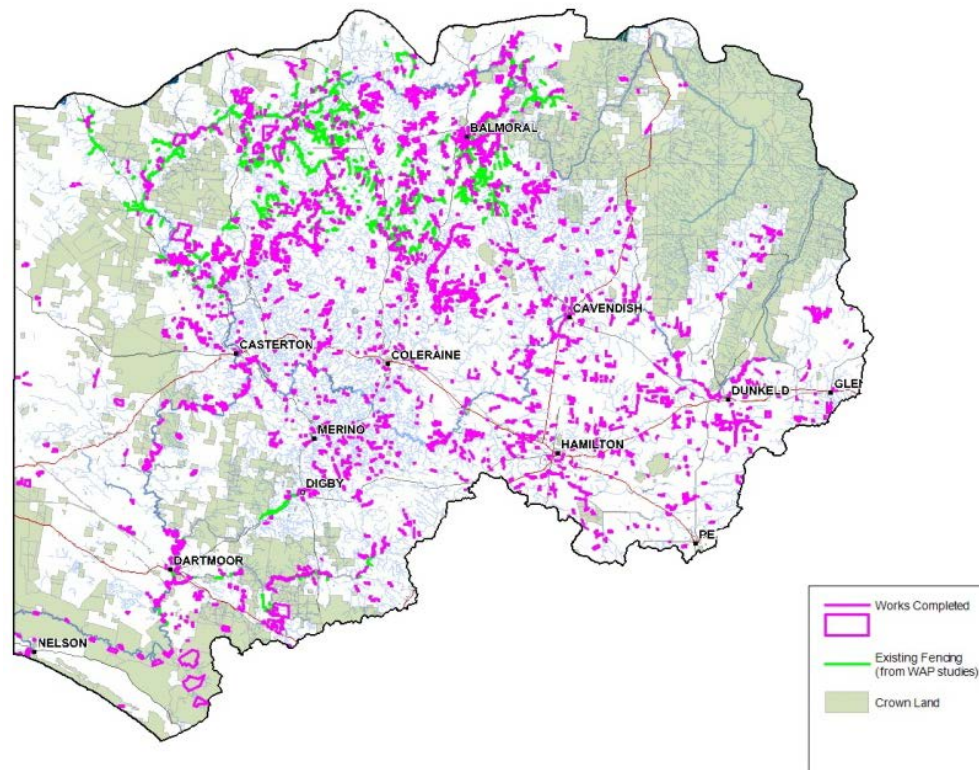 BALMORAL
CAVENDISH
CASTERTON
COLERAINE
DUNKELD
GLEN
MERINO
HAMILTON
DIGBY
PE
DARTMOOR
NELSON
Works Completed
Existing Fencing
(from WAP studies)
Crown Land